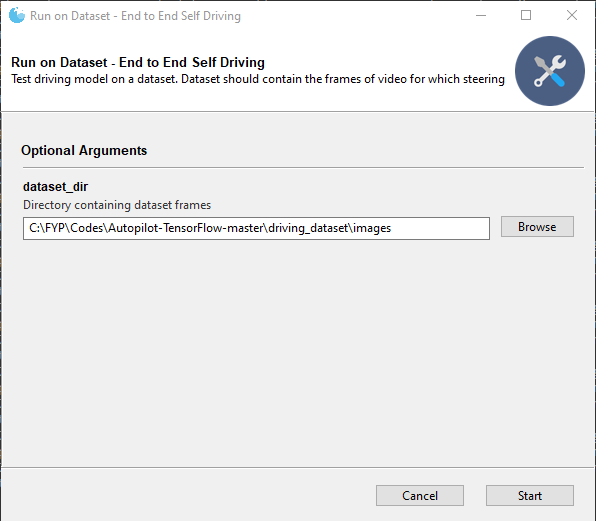 Run on Dataset - End to End Self Driving
Run on Dataset - End to End Self Driving
Test driving model on a dataset. Dataset should contain the frames of video for which steering
Optional Arguments
dataset_dir
Directory containing dataset frames
C:\FYP\Codes\Autopilot-TensorFlow-master\driving_dataset\images
Browse
Cancel
Start